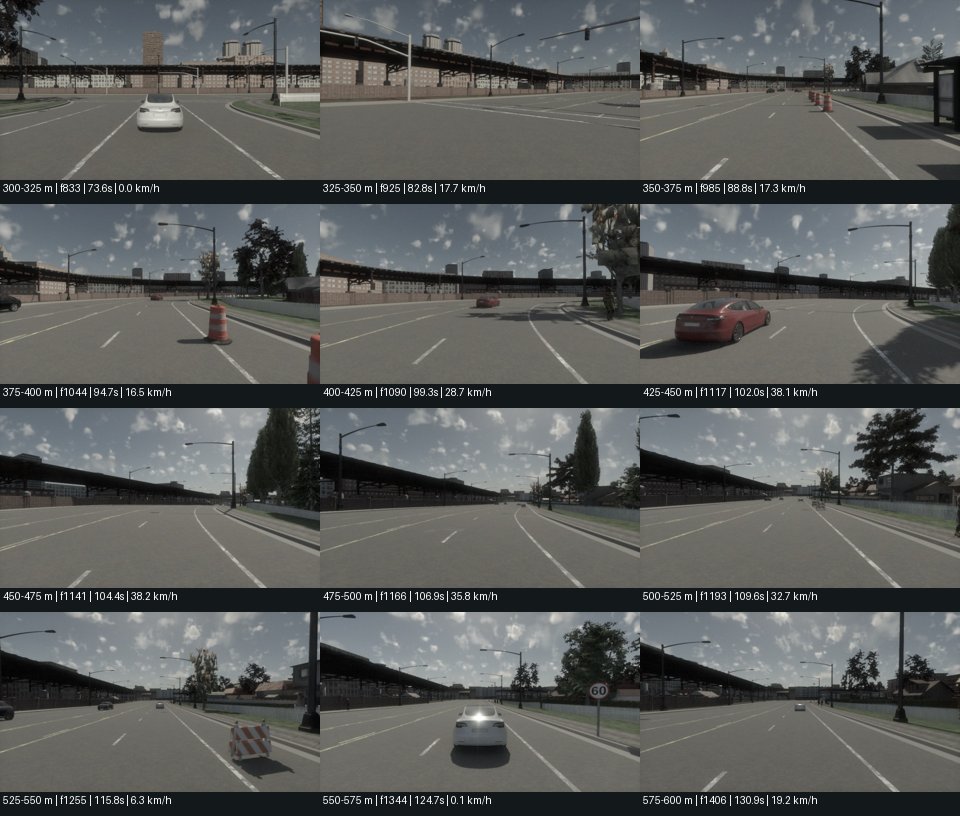 300-325 m | f833 | 73.6s | 0.0 km/h
325-350 m | f925 | 82.8s | 17.7 km/h
350-375 m | f985 | 88.8s | 17.3 km/h
375-400 m | f1044 | 94.7s | 16.5 km/h
400-425 m | f1090 | 99.3s | 28.7 km/h
425-450 m | f1117 | 102.0s | 38.1 km/h
450-475 m | f1141 | 104.4s | 38.2 km/h
475-500 m | f1166 | 106.9s | 35.8 km/h
500-525 m | f1193 | 109.6s | 32.7 km/h
60
525-550 m | f1255 | 115.8s | 6.3 km/h
550-575 m | f1344 | 124.7s | 0.1 km/h
575-600 m | f1406 | 130.9s | 19.2 km/h